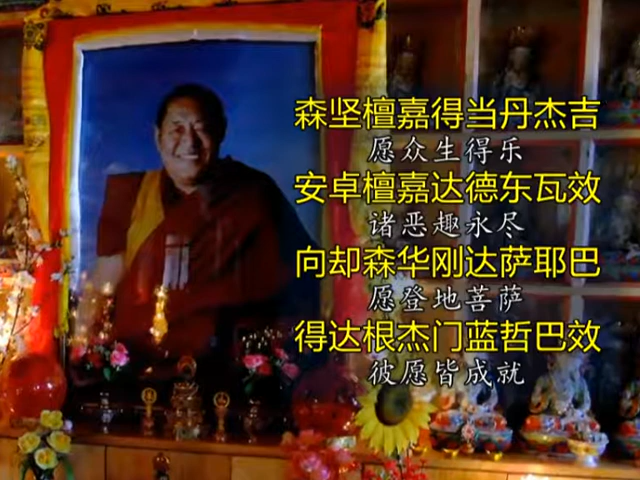 森坚檀嘉得当丹杰吉
愿众生得乐
安卓檀嘉达德东瓦效
诸恶趣永尽
向却森华刚达萨耶巴
愿登地菩萨
得达根杰门蓝哲巴效
彼愿皆成就